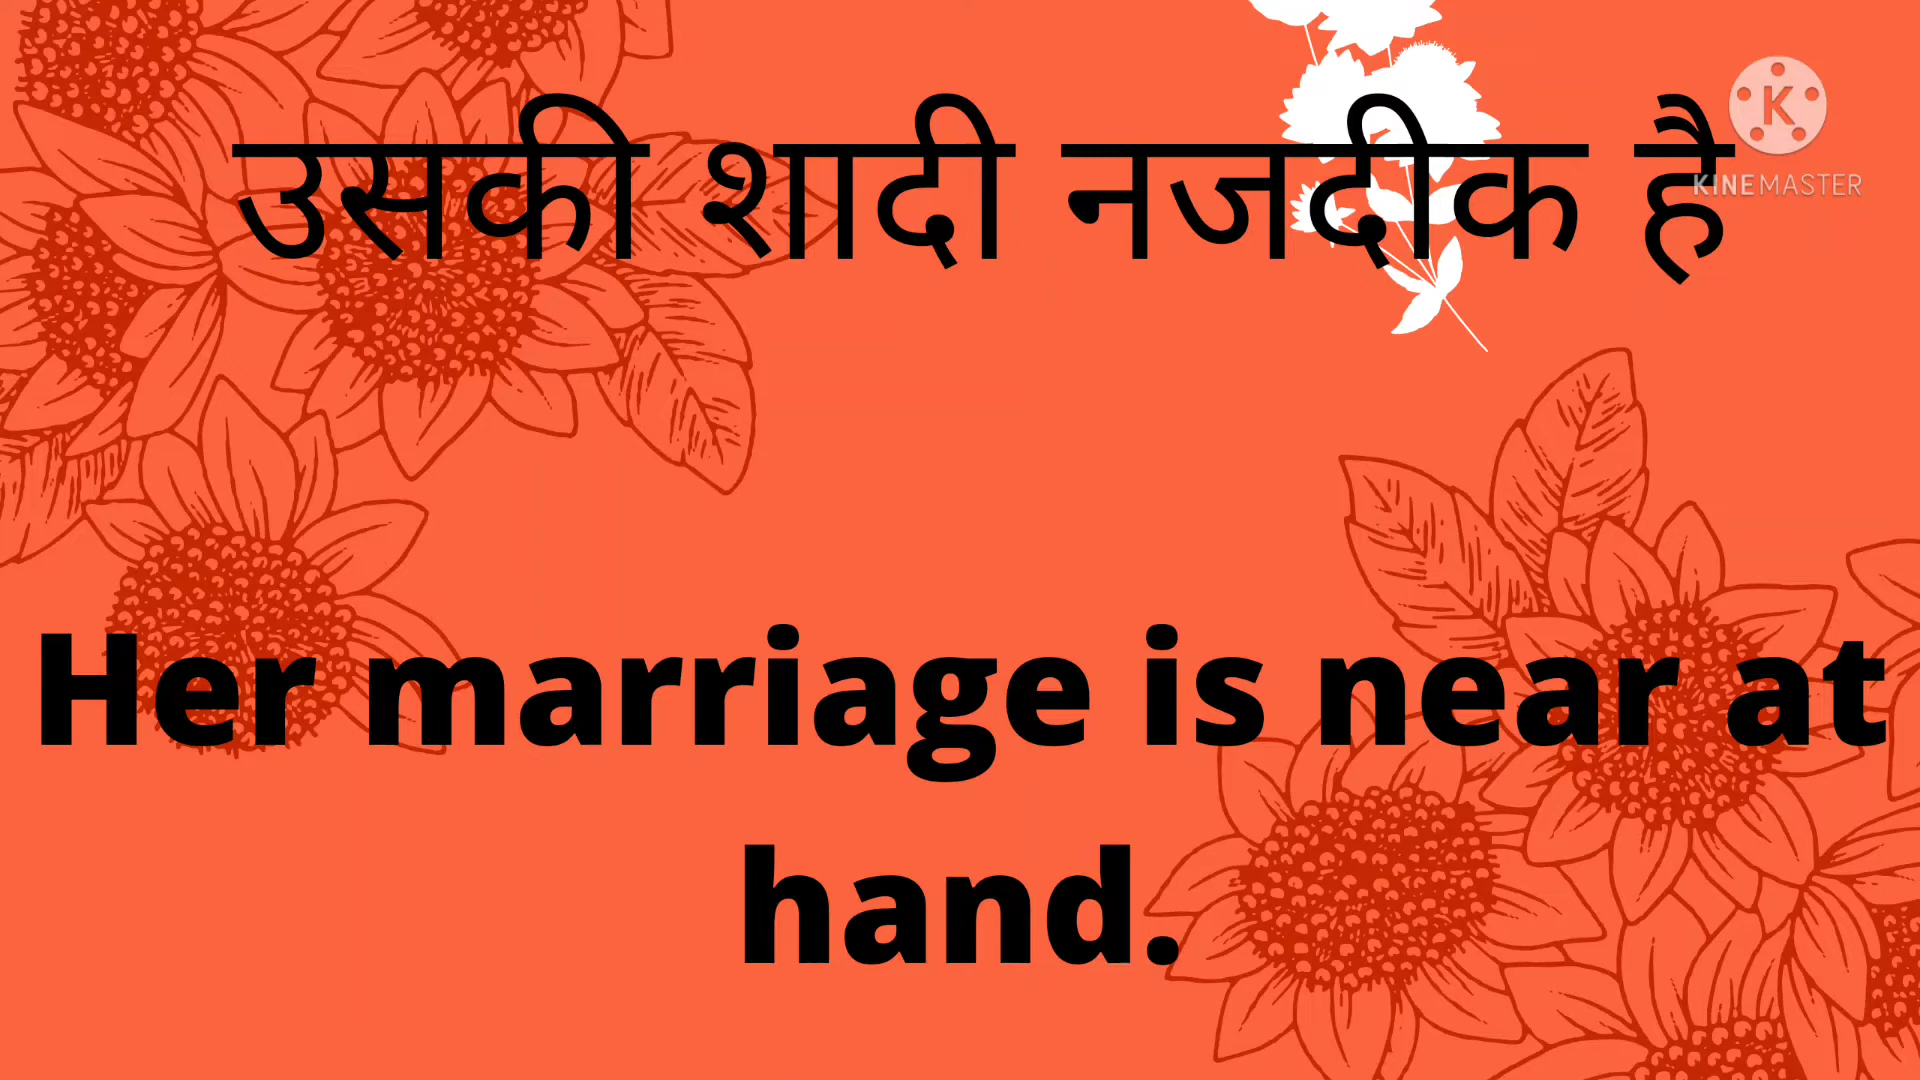 उसकी शादी नजदीक है
K
KINEMASTER
Her marriage is near at
hand.